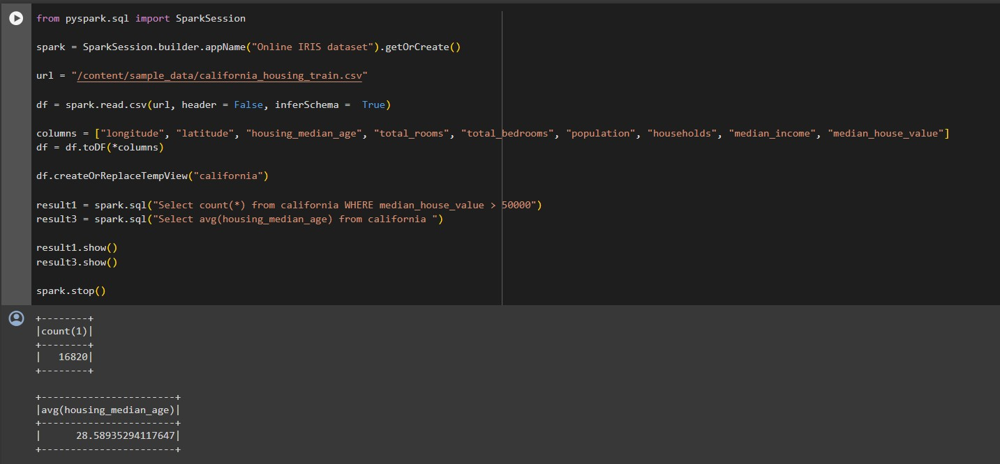 from pyspark.sql import SparkSession
spark = SparkSession.builder.appName("Online IRIS dataset").getOrCreate()
url = "/content/sample_data/california_housing_train.csv"
df = spark.read.csv(url, header = False, inferSchema =  True)
columns = ["longitude", "latitude", "housing_median_age", "total_rooms", "total_bedrooms", "population", "households", "median_income", "median_house_value"]
df = df.toDF(*columns)
df.createOrReplaceTempView("california")
result1 = spark.sql("Select count(*) from california WHERE median_house_value > 50000")
result3 = spark.sql("Select avg(housing_median_age) from california ")
result1.show()
result3.show()
spark.stop()
+--------+
|count(1)|
+--------+
|   16820|
+--------+
+-----------------------+
|avg(housing_median_age)|
+-----------------------+
|      28.58935294117647|
+-----------------------+